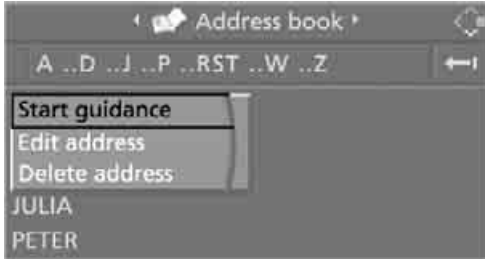 Address book
A ..D ..J ..P ..RST ..W ..Z
Start guidance
Edit address
Delete address
JULIA
PETER